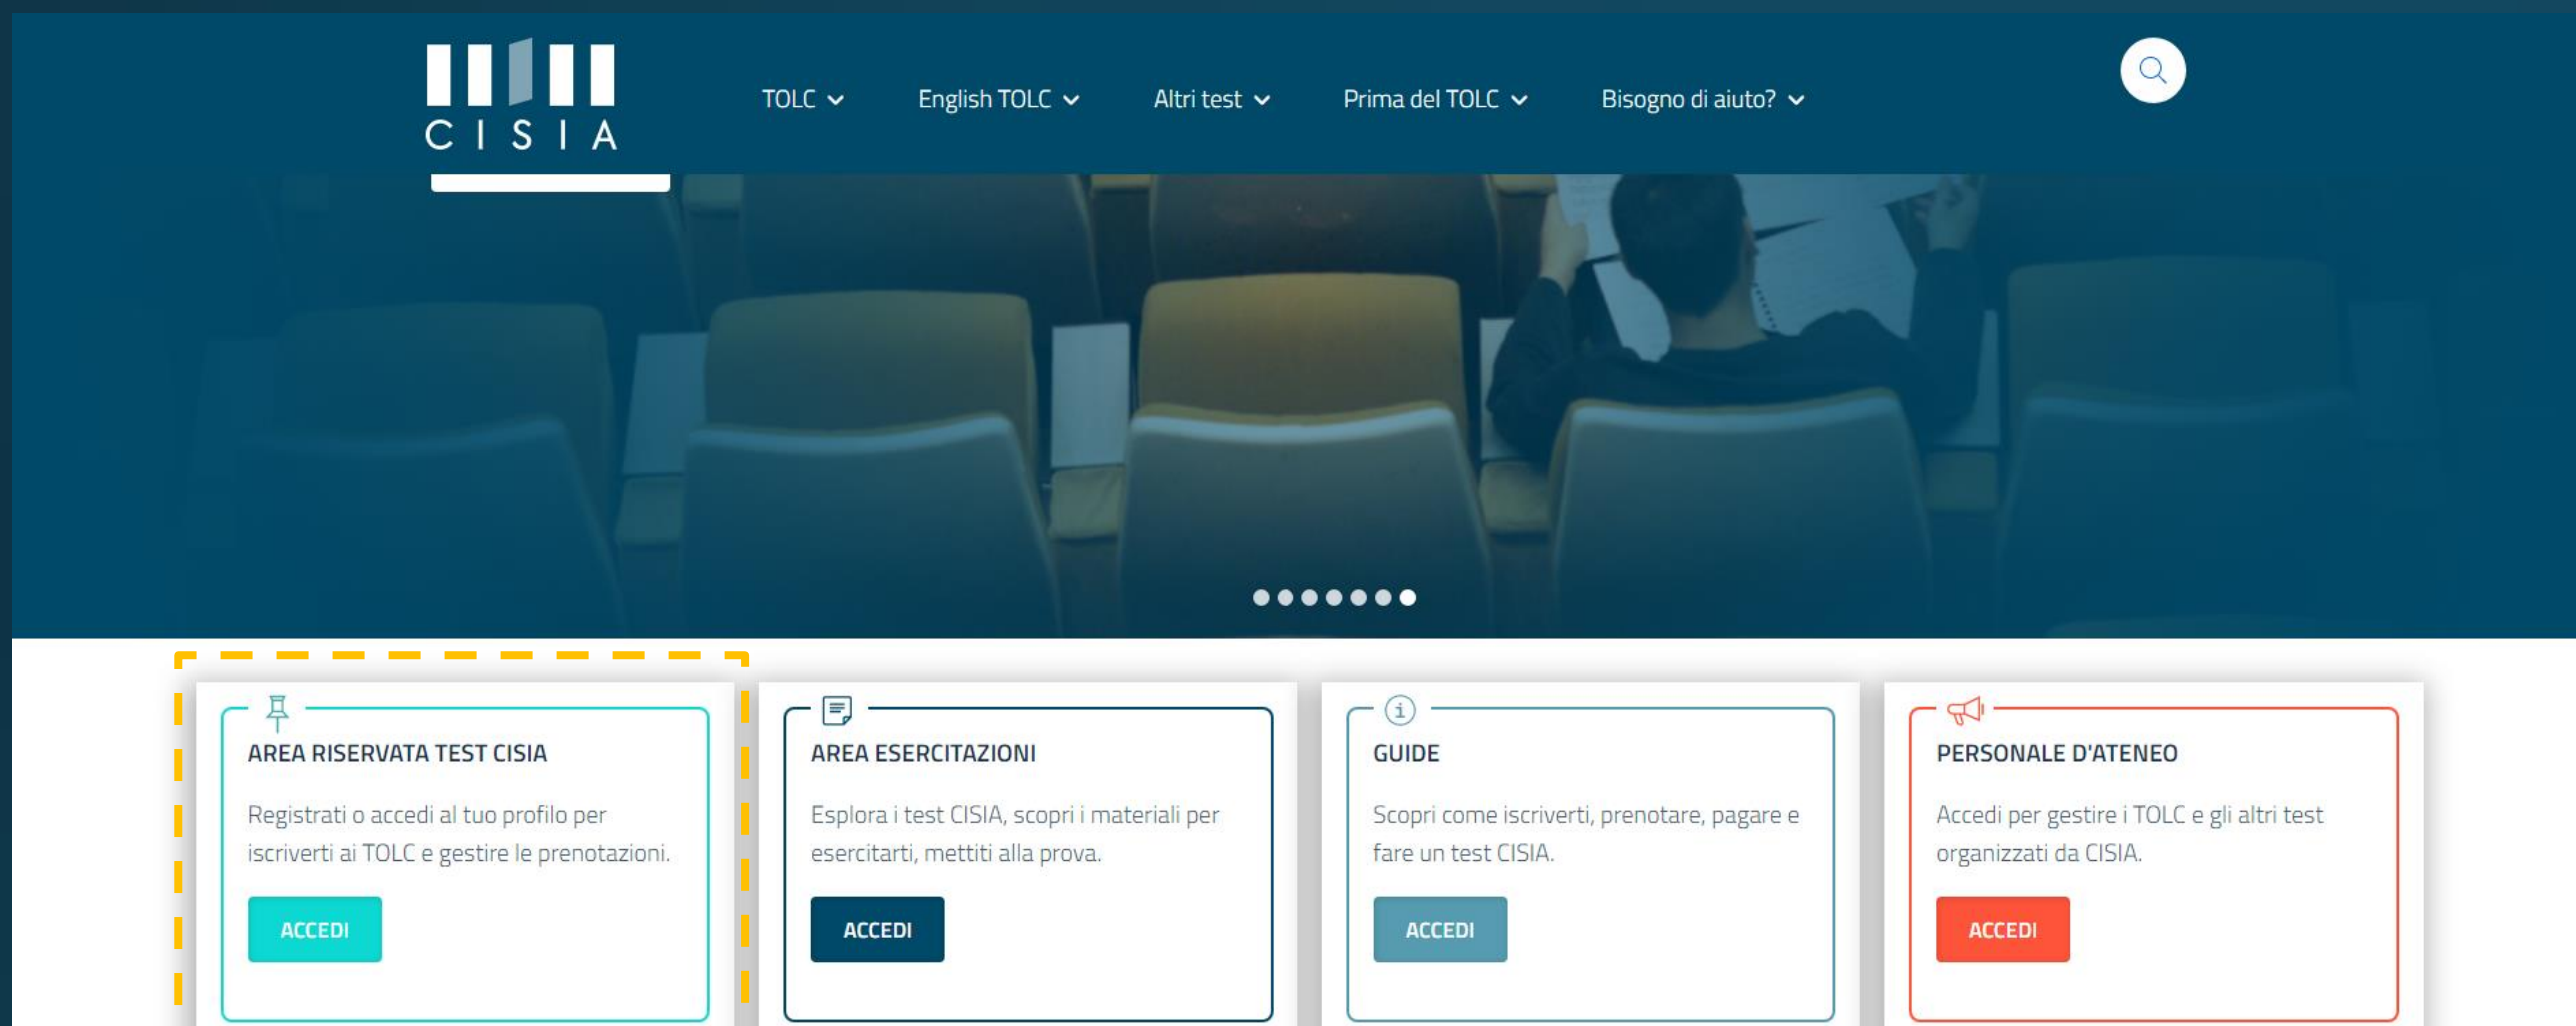 CISIA
TOLC
English TOLC
Altri test
Prima del TOLC
Bisogno di aiuto?
AREA RISERVATA TEST CISIA
Registrati o accedi al tuo profilo per
iscriverti ai TOLC e gestire le prenotazioni.
ACCEDI
AREA ESERCITAZIONI
Esplora i test CISIA, scopri i materiali per
esercitarti, mettiti alla prova.
ACCEDI
GUIDE
Scopri come iscriverti, prenotare, pagare e
fare un test CISIA.
ACCEDI
PERSONALE D'ATENEO
Accedi per gestire i TOLC e gli altri test
organizzati da CISIA.
ACCEDI